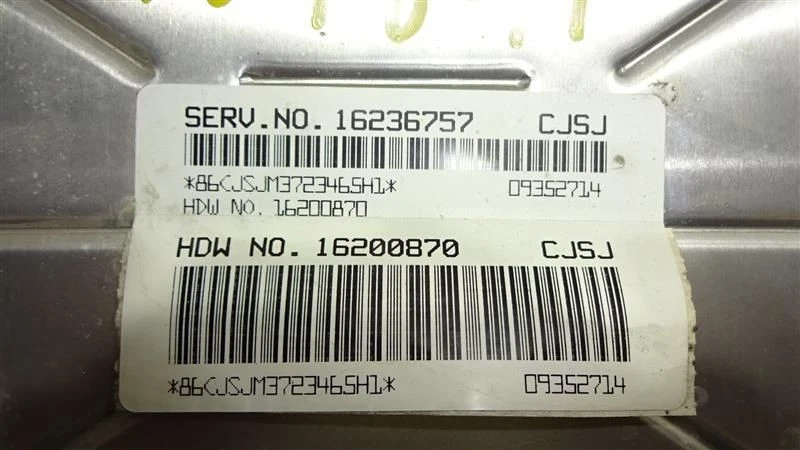 SERV.NO. 16236757 CJSJ
*86CJSJM372346SH1* 09352714
HDW NO. 16200870
HDW NO. 16200870 CJSJ
*86CJSJM372346SH1* 09352714